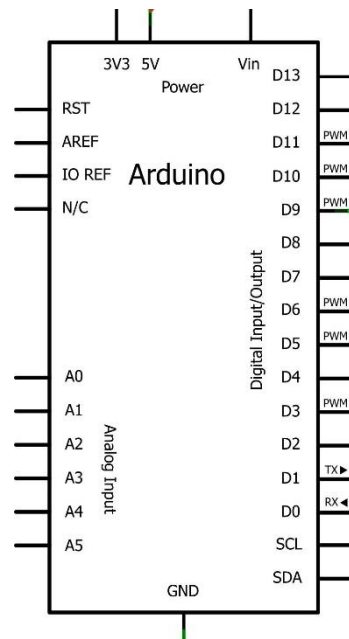 3V3 5V Vin
Power
Arduino
RST
AREF
IO REF
N/C
A0
A1
A2
A3
A4
A5
Analog Input
D13
D12
D11 PWM
D10 PWM
D9 PWM
D8
D7
D6 PWM
D5 PWM
D4
D3 PWM
D2
D1 TX▶
D0 RX◀
SCL
SDA
Digital Input/Output
GND